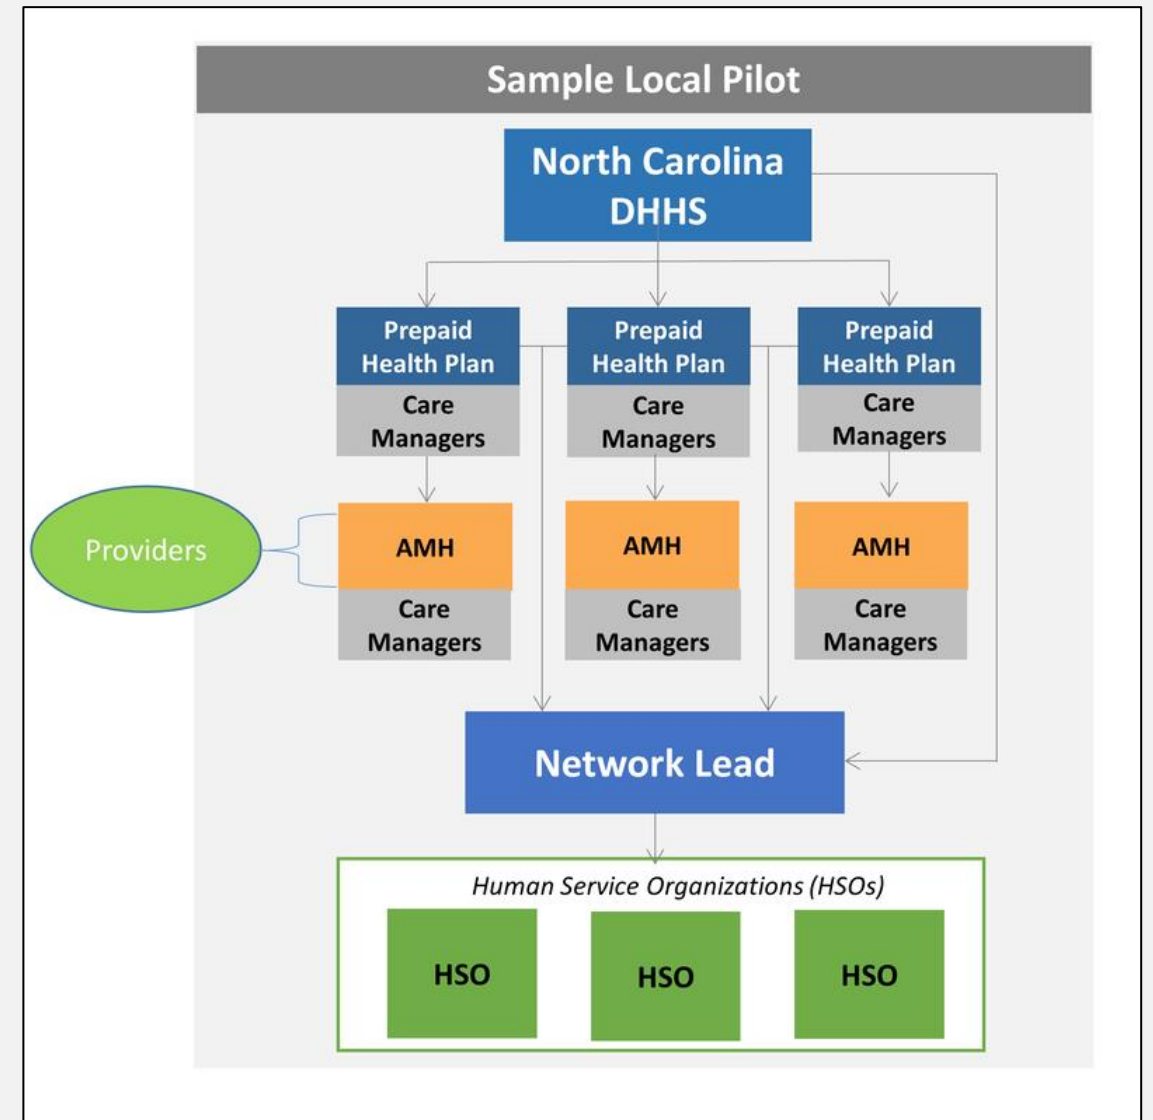 Sample Local Pilot
North Carolina
DHHS
Prepaid
Health Plan
Prepaid
Health Plan
Prepaid
Health Plan
Care
Managers
Care
Managers
Care
Managers
Providers
AMH
AMH
AMH
Care
Managers
Care
Managers
Care
Managers
Network Lead
Human Service Organizations (HSOs)
HSO
HSO
HSO